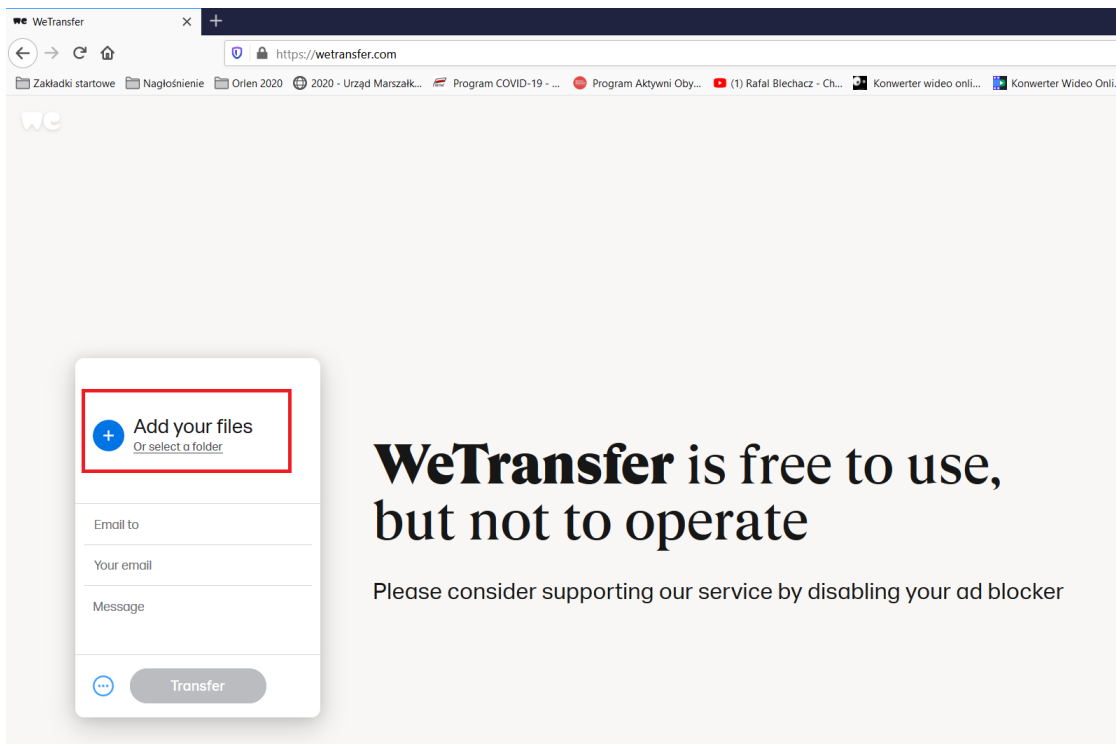 we WeTransfer
https://wetransfer.com
Zakładki startowe Nagłośnienie Orlen 2020 2020 - Urząd Marszałk... Program COVID-19 - ... Program Aktywni Oby... (1) Rafal Blechacz - Ch... Konwerter wideo onli... Konwerter Wideo Onli.
we
Add your files
Or select a folder
WeTransfer is free to use,
but not to operate
Please consider supporting our service by disabling your ad blocker
Email to
Your email
Message
Transfer